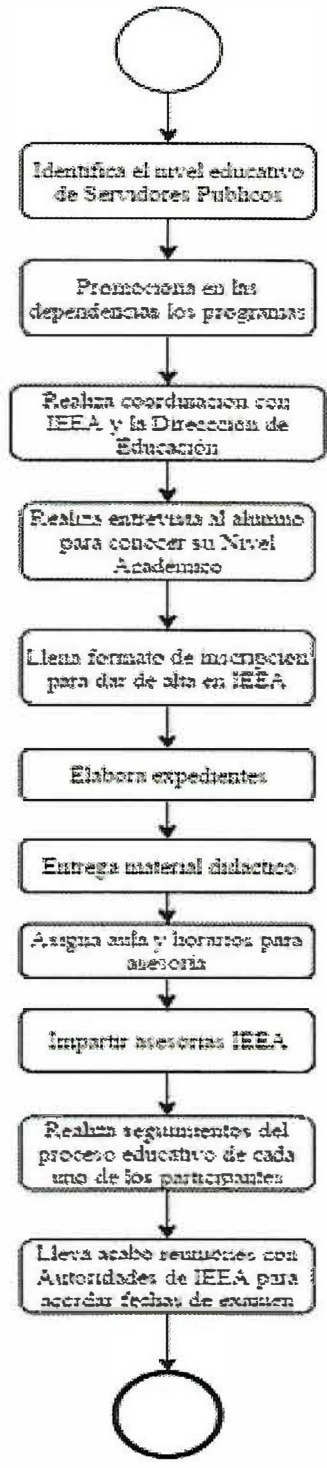 Identifica el nivel educativo
de Servidores Publicos
Promociona en las
dependencias los programas
Realiza coordinacion con
IEEA y la Dirección de
Educación
Realiza entrevista al alumno
para conocer su Nivel
Académico
Llena formato de inscripcion
para dar de alta en IEEA
Elabora expedientes
Entrega material didactico
Asigna aula y horarios para
asesoria
Impartir asesorias IEEA
Realiza seguimientos del
proceso educativo de cada
uno de los participantes
Lleva acabo reuniones con
Autoridades de IEEA para
acordar fechas de examen